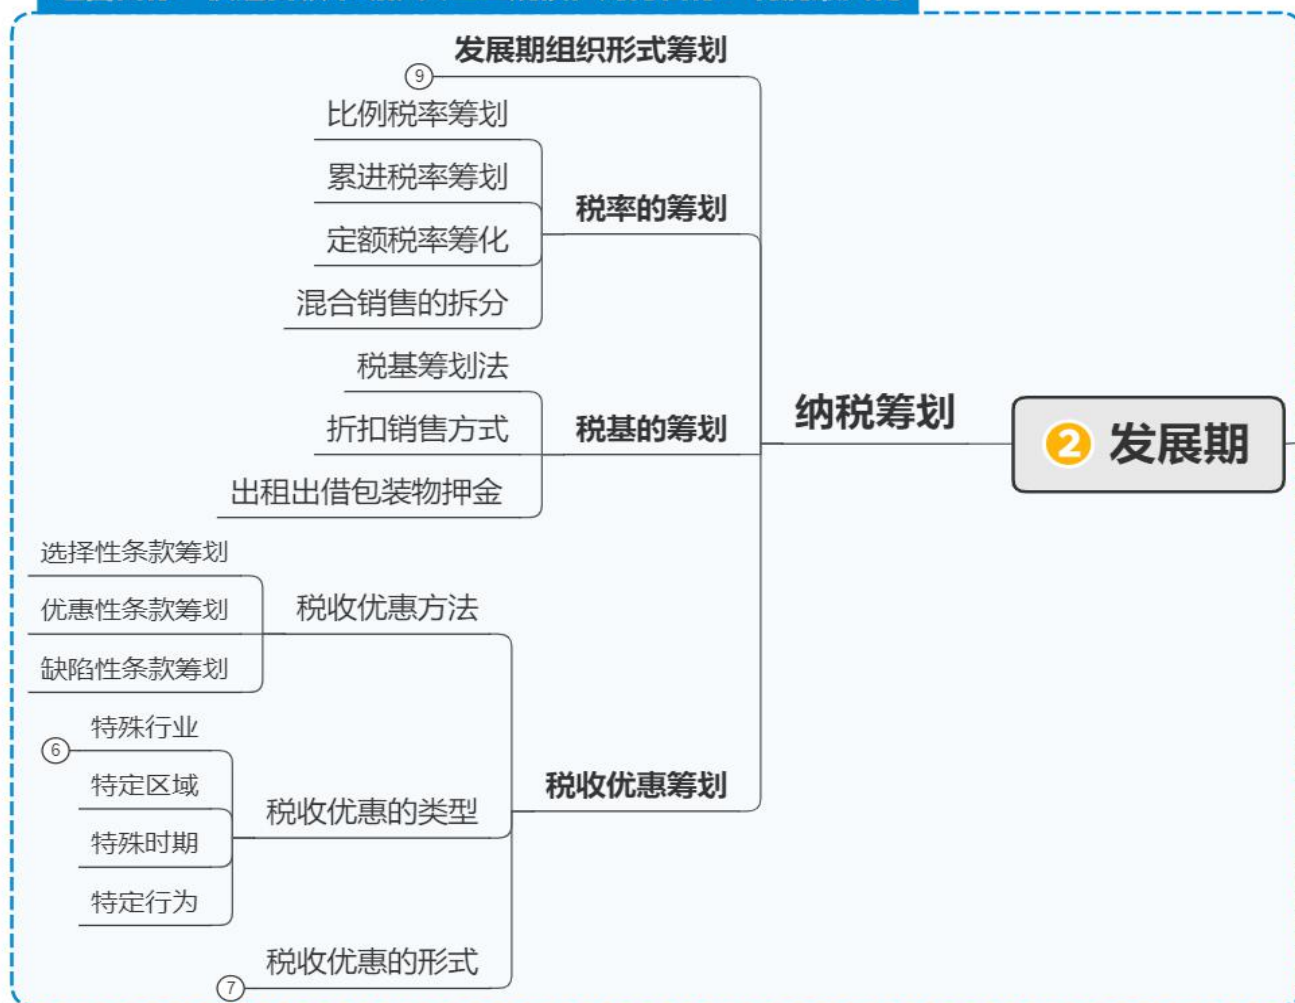 发展期组织形式筹划
9
比例税率筹划
累进税率筹划
税率的筹划
定额税率筹化
混合销售的拆分
税基筹划法
折扣销售方式
税基的筹划
出租出借包装物押金
纳税筹划
2 发展期
选择性条款筹划
优惠性条款筹划
税收优惠方法
缺陷性条款筹划
特殊行业
6
特定区域
税收优惠的类型
特殊时期
特定行为
税收优惠筹划
税收优惠的形式
7